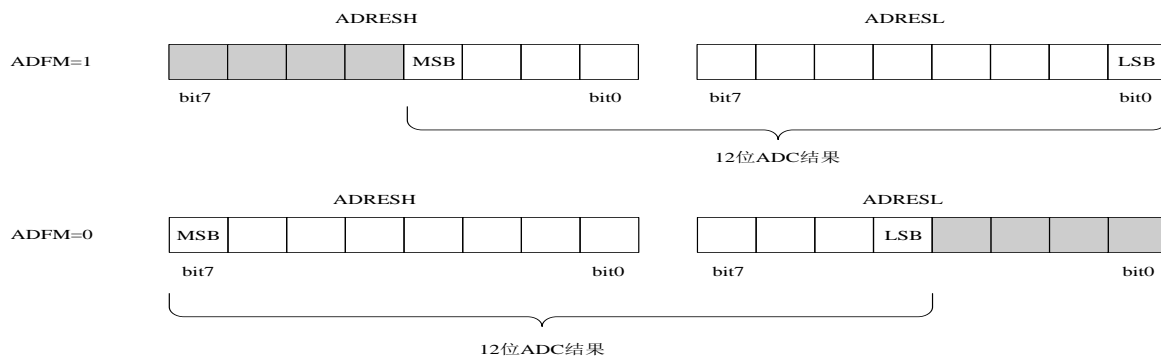 ADRESH ADRESL
ADFM=1 MSB LSB
bit7 bit0 bit7 bit0
12位ADC结果
ADRESH ADRESL
ADFM=0 MSB LSB
bit7 bit0 bit7 bit0
12位ADC结果